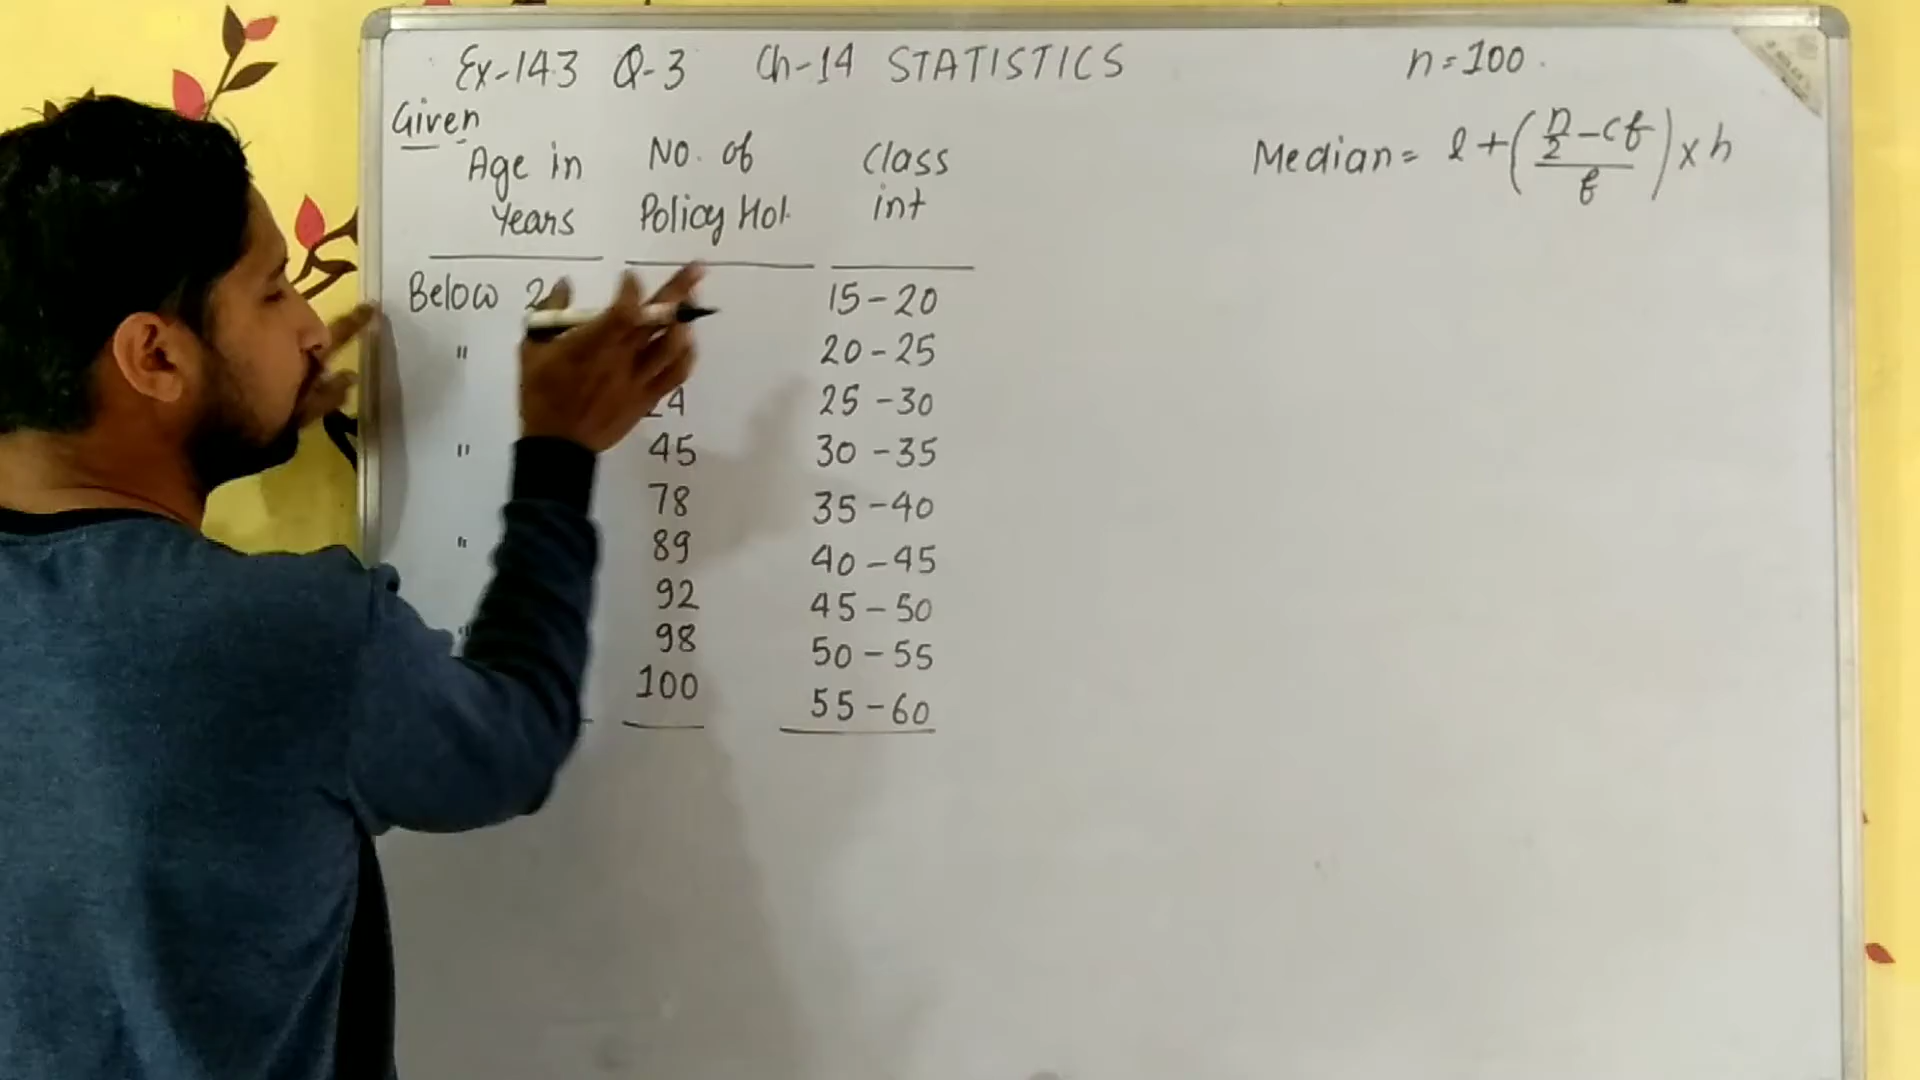 Ex-14.3 Q-3 Ch-14 STATISTICS n=100.
Given
Age in Years No. of Policy Hol. Class int
Median = l + ( (n/2 - cf) / f ) x h
Below 15-20
" 20-25
25-30
" 45 30-35
78 35-40
" 89 40-45
92 45-50
98 50-55
100 55-60